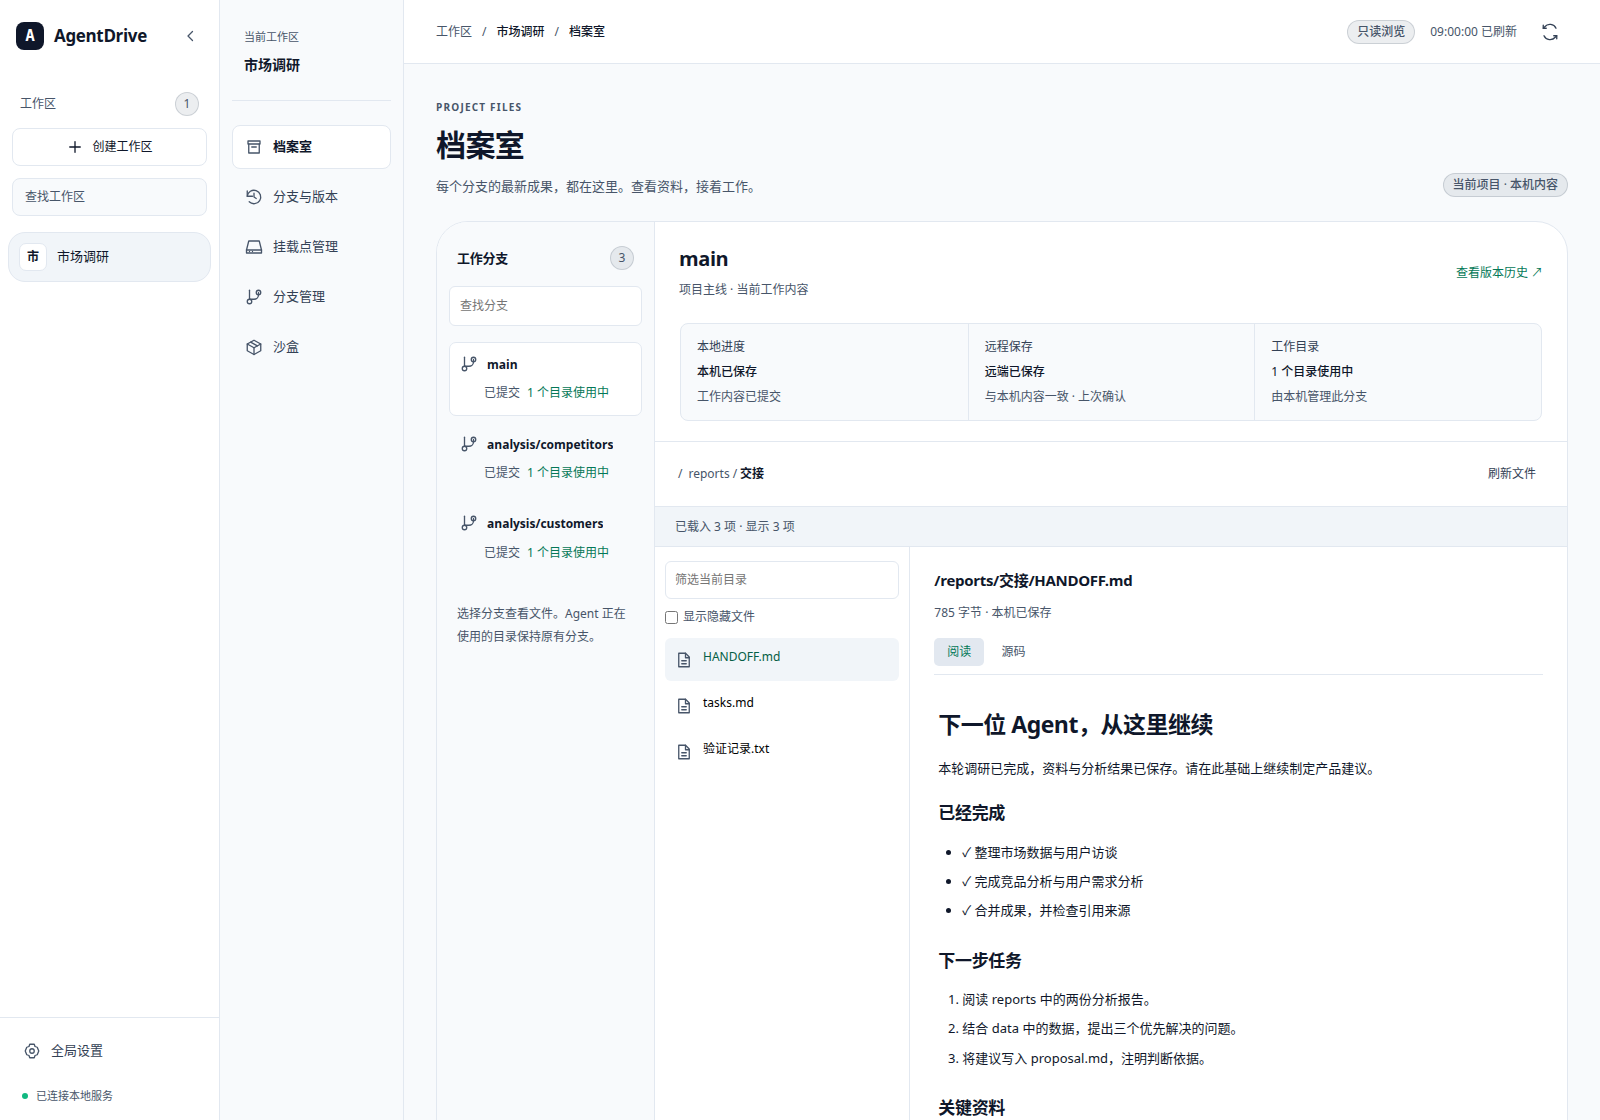 A AgentDrive
工作区 1
创建工作区
查找工作区
市 市场调研
全局设置
已连接本地服务
当前工作区
市场调研
档案室
分支与版本
挂载点管理
分支管理
沙盒
工作区 / 市场调研 / 档案室
只读浏览 09:00:00 已刷新
PROJECT FILES
档案室
每个分支的最新成果，都在这里。查看资料，接着工作。
当前项目 · 本机内容
工作分支 3
查找分支
main
已提交 1 个目录使用中
analysis/competitors
已提交 1 个目录使用中
analysis/customers
已提交 1 个目录使用中
选择分支查看文件。Agent 正在
使用的目录保持原有分支。
main
项目主线 · 当前工作内容
查看版本历史 ↗
本地进度
本机已保存
工作内容已提交
远程保存
远端已保存
与本机内容一致 · 上次确认
工作目录
1 个目录使用中
由本机管理此分支
/ reports / 交接
刷新文件
已载入 3 项 · 显示 3 项
筛选当前目录
显示隐藏文件
HANDOFF.md
tasks.md
验证记录.txt
/reports/交接/HANDOFF.md
785 字节 · 本机已保存
阅读 源码
下一位 Agent，从这里继续
本轮调研已完成，资料与分析结果已保存。请在此基础上继续制定产品建议。
已经完成
• ✓ 整理市场数据与用户访谈
• ✓ 完成竞品分析与用户需求分析
• ✓ 合并成果，并检查引用来源
下一步任务
1. 阅读 reports 中的两份分析报告。
2. 结合 data 中的数据，提出三个优先解决的问题。
3. 将建议写入 proposal.md，注明判断依据。
关键资料